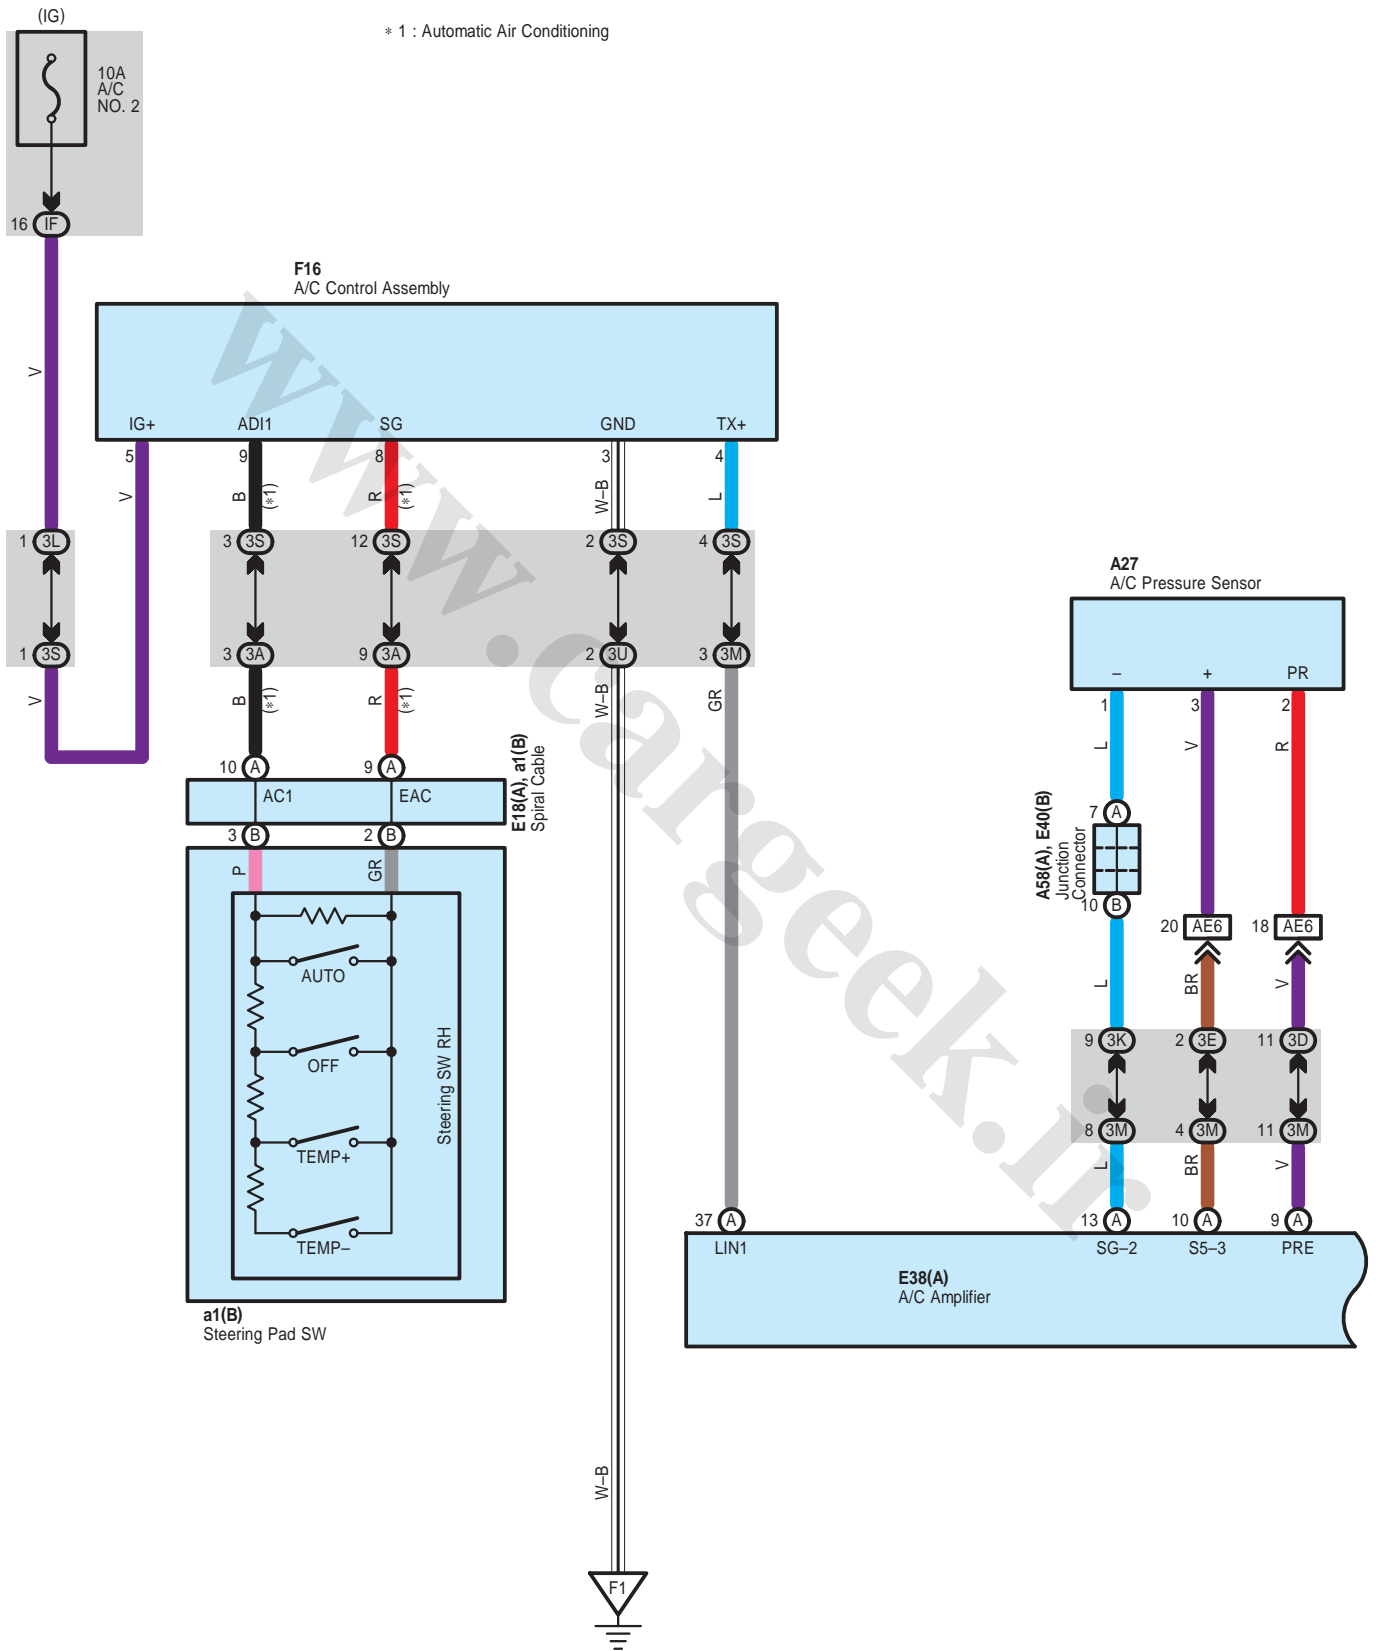 (IG)
* 1 : Automatic Air Conditioning
10A
A/C
NO. 2
16 IF
V
F16
A/C Control Assembly
IG+ ADI1 SG GND TX+
5 9 8 3 4
V B (*1) R (*1) W–B L
1 3L 3 3S 12 3S 2 3S 4 3S
1 3S 3 3A 9 3A 2 3U 3 3M
V B (*1) R (*1) W–B GR
A27
A/C Pressure Sensor
– + PR
1 3 2
L V R
10 A 9 A
AC1 EAC
E18(A), a1(B)
Spiral Cable
3 B 2 B
P GR
7 A
A58(A), E40(B)
Junction
Connector
10 B
20 AE6 18 AE6
AUTO
OFF
TEMP+
TEMP–
Steering SW RH
L BR V
9 3K 2 3E 11 3D
8 3M 4 3M 11 3M
L BR V
37 A 13 A 10 A 9 A
LIN1 SG–2 S5–3 PRE
E38(A)
A/C Amplifier
a1(B)
Steering Pad SW
W–B
F1
www.cargeek.ir